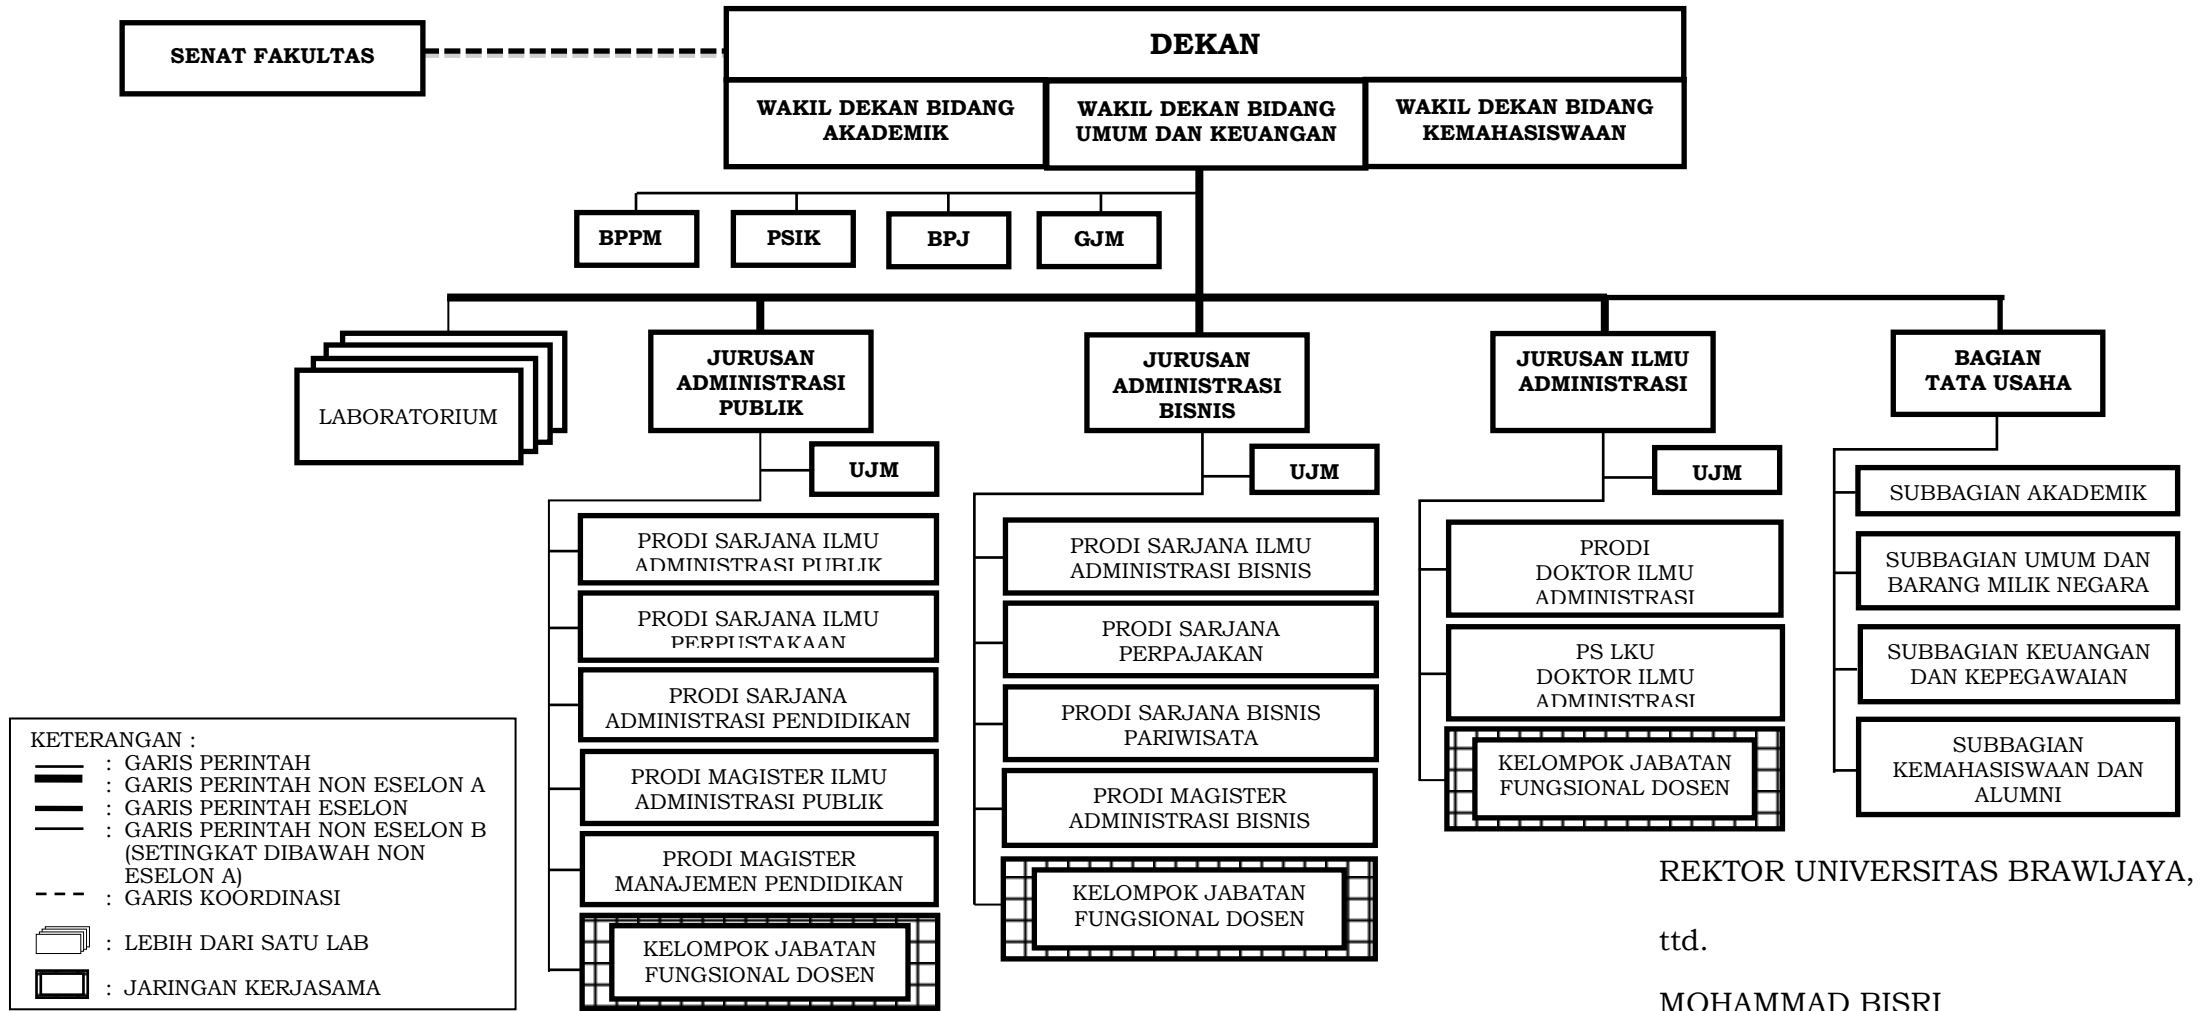 SENAT FAKULTAS
DEKAN
WAKIL DEKAN BIDANG
AKADEMIK
WAKIL DEKAN BIDANG
UMUM DAN KEUANGAN
WAKIL DEKAN BIDANG
KEMAHASISWAAN
BPPM
PSIK
BPJ
GJM
LABORATORIUM
JURUSAN
ADMINISTRASI
PUBLIK
UJM
PRODI SARJANA ILMU
ADMINISTRASI PUBLIK
PRODI SARJANA ILMU
PERPUSTAKAAN
PRODI SARJANA
ADMINISTRASI PENDIDIKAN
PRODI MAGISTER ILMU
ADMINISTRASI PUBLIK
PRODI MAGISTER
MANAJEMEN PENDIDIKAN
KELOMPOK JABATAN
FUNGSIONAL DOSEN
JURUSAN
ADMINISTRASI
BISNIS
UJM
PRODI SARJANA ILMU
ADMINISTRASI BISNIS
PRODI SARJANA
PERPAJAKAN
PRODI SARJANA BISNIS
PARIWISATA
PRODI MAGISTER
ADMINISTRASI BISNIS
KELOMPOK JABATAN
FUNGSIONAL DOSEN
JURUSAN ILMU
ADMINISTRASI
UJM
PRODI
DOKTOR ILMU
ADMINISTRASI
PS LKU
DOKTOR ILMU
ADMINISTRASI
KELOMPOK JABATAN
FUNGSIONAL DOSEN
BAGIAN
TATA USAHA
SUBBAGIAN AKADEMIK
SUBBAGIAN UMUM DAN
BARANG MILIK NEGARA
SUBBAGIAN KEUANGAN
DAN KEPEGAWAIAN
SUBBAGIAN
KEMAHASISWAAN DAN
ALUMNI
KETERANGAN :
: GARIS PERINTAH
: GARIS PERINTAH NON ESELON A
: GARIS PERINTAH ESELON
: GARIS PERINTAH NON ESELON B
(SETINGKAT DIBAWAH NON
ESELON A)
: GARIS KOORDINASI
: LEBIH DARI SATU LAB
: JARINGAN KERJASAMA
REKTOR UNIVERSITAS BRAWIJAYA,
ttd.
MOHAMMAD BISRI